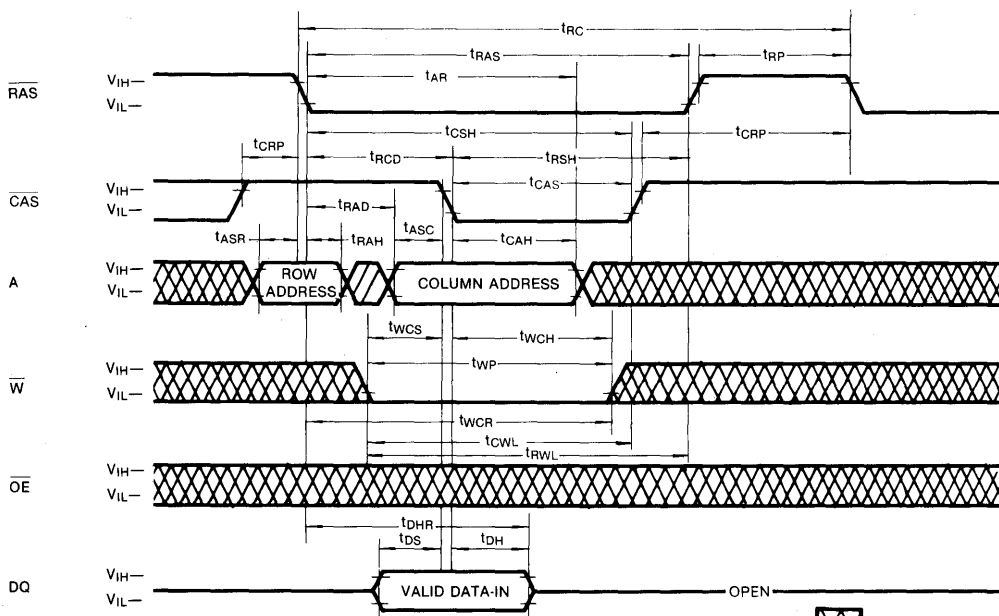 tRC
tRAS
tRP
tAR
RAS
VIH—
VIL—
tCSH
tCRP
tCRP
tRCD
tRSH
CAS
VIH—
VIL—
tCAS
tRAD
tASR
tRAH
tASC
tCAH
A
VIH—
VIL—
ROW ADDRESS
COLUMN ADDRESS
tWCS
tWCH
tWP
W
VIH—
VIL—
tWCR
tCWL
tRWL
OE
VIH—
VIL—
tDHR
tDS
tDH
DQ
VIH—
VIL—
VALID DATA-IN
OPEN